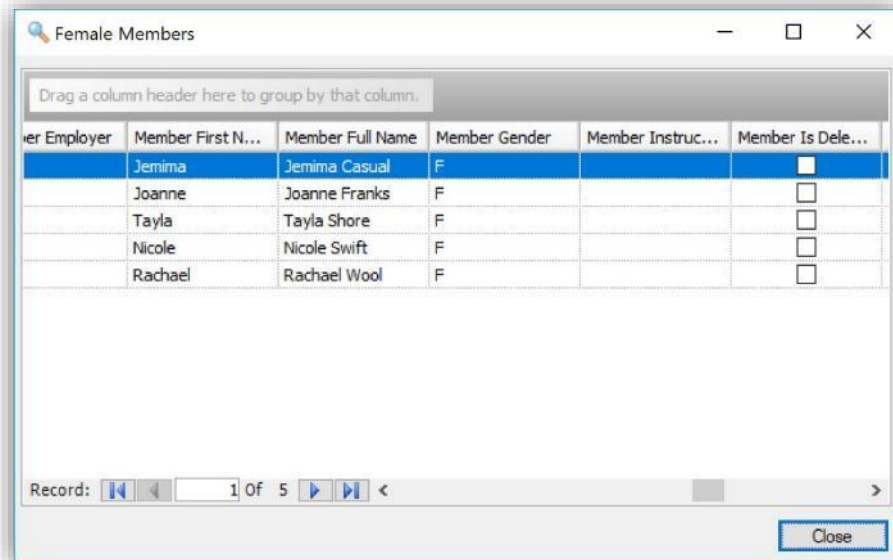 Female Members
Drag a column header here to group by that column.
er Employer Member First N... Member Full Name Member Gender Member Instruc... Member Is Dele...
Jemima Jemima Casual F
Joanne Joanne Franks F
Tayla Tayla Shore F
Nicole Nicole Swift F
Rachael Rachael Wool F
Record: 1 Of 5
Close